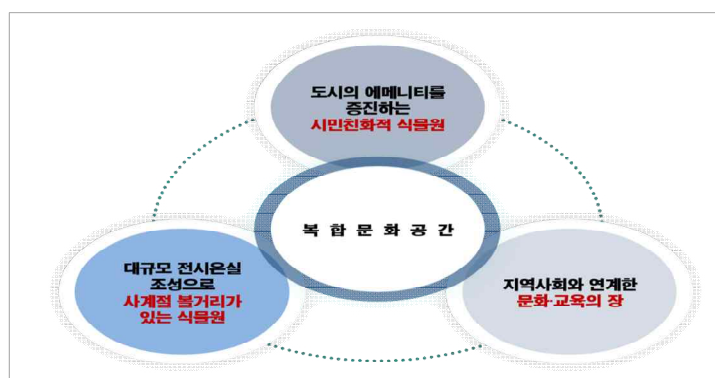 도시의 에메니티를
증진하는
시민친화적 식물원
복 합 문 화 공 간
대규모 전시온실
조성으로
사계절 볼거리가
있는 식물원
지역사회와 연계한
문화·교육의 장